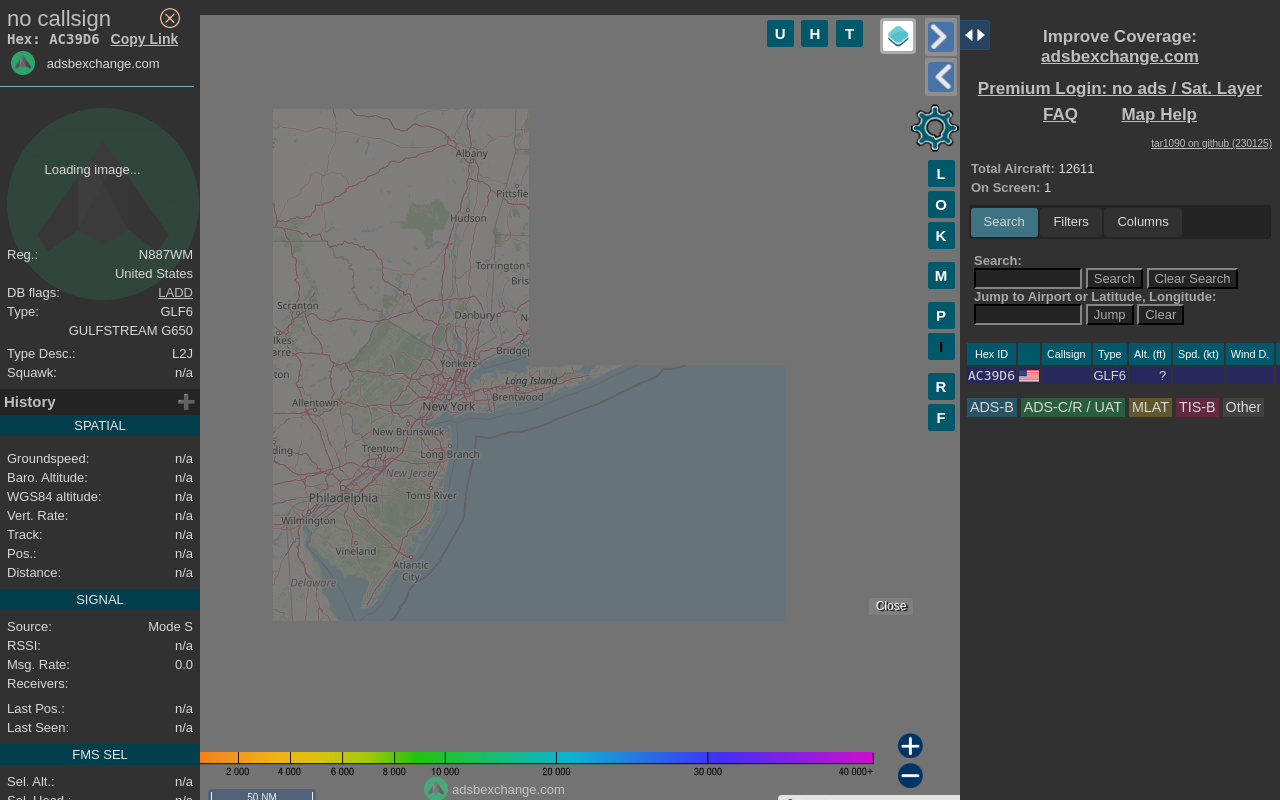 no callsign
Hex: AC39D6 Copy Link
adsbexchange.com
Loading image...
Reg.: N887WM
United States
DB flags: LADD
Type: GLF6
GULFSTREAM G650
Type Desc.: L2J
Squawk: n/a
History
SPATIAL
Groundspeed: n/a
Baro. Altitude: n/a
WGS84 altitude: n/a
Vert. Rate: n/a
Track: n/a
Pos.: n/a
Distance: n/a
SIGNAL
Source: Mode S
RSSI: n/a
Msg. Rate: 0.0
Receivers:
Last Pos.: n/a
Last Seen: n/a
FMS SEL
Sel. Alt.: n/a
U H T
L
O
K
M
P
I
R
F
Albany
Pittsfie
Hudson
Torrington
Bris
Scranton
Danbury
N
lkes-
arre
Bridgep
Yonkers
ton
Long Island
Brentwood
Allentown
New York
New Brunswick
ding
Trenton
Long Branch
New Jersey
Philadelphia
Toms River
Wilmington
Vineland
Atlantic
City
Delaware
Close
2 000 4 000 6 000 8 000 10 000 20 000 30 000 40 000+
adsbexchange.com
50 NM
Improve Coverage:
adsbexchange.com
Premium Login: no ads / Sat. Layer
FAQ Map Help
tar1090 on github (230125)
Total Aircraft: 12611
On Screen: 1
Search Filters Columns
Search:
Search Clear Search
Jump to Airport or Latitude, Longitude:
Jump Clear
Hex ID Callsign Type Alt. (ft) Spd. (kt) Wind D.
AC39D6 GLF6 ?
ADS-B ADS-C/R / UAT MLAT TIS-B Other